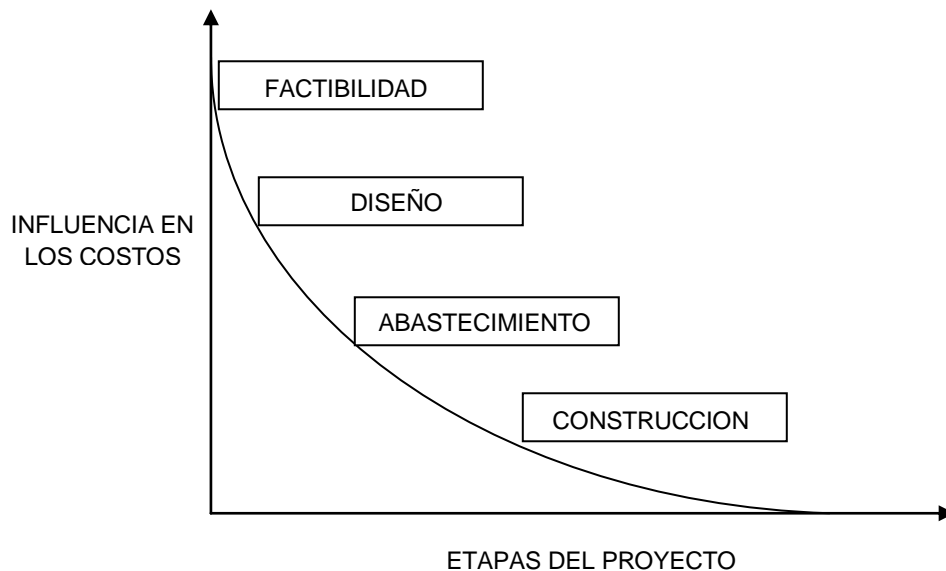 FACTIBILIDAD
DISEÑO
INFLUENCIA EN
LOS COSTOS
ABASTECIMIENTO
CONSTRUCCION
ETAPAS DEL PROYECTO